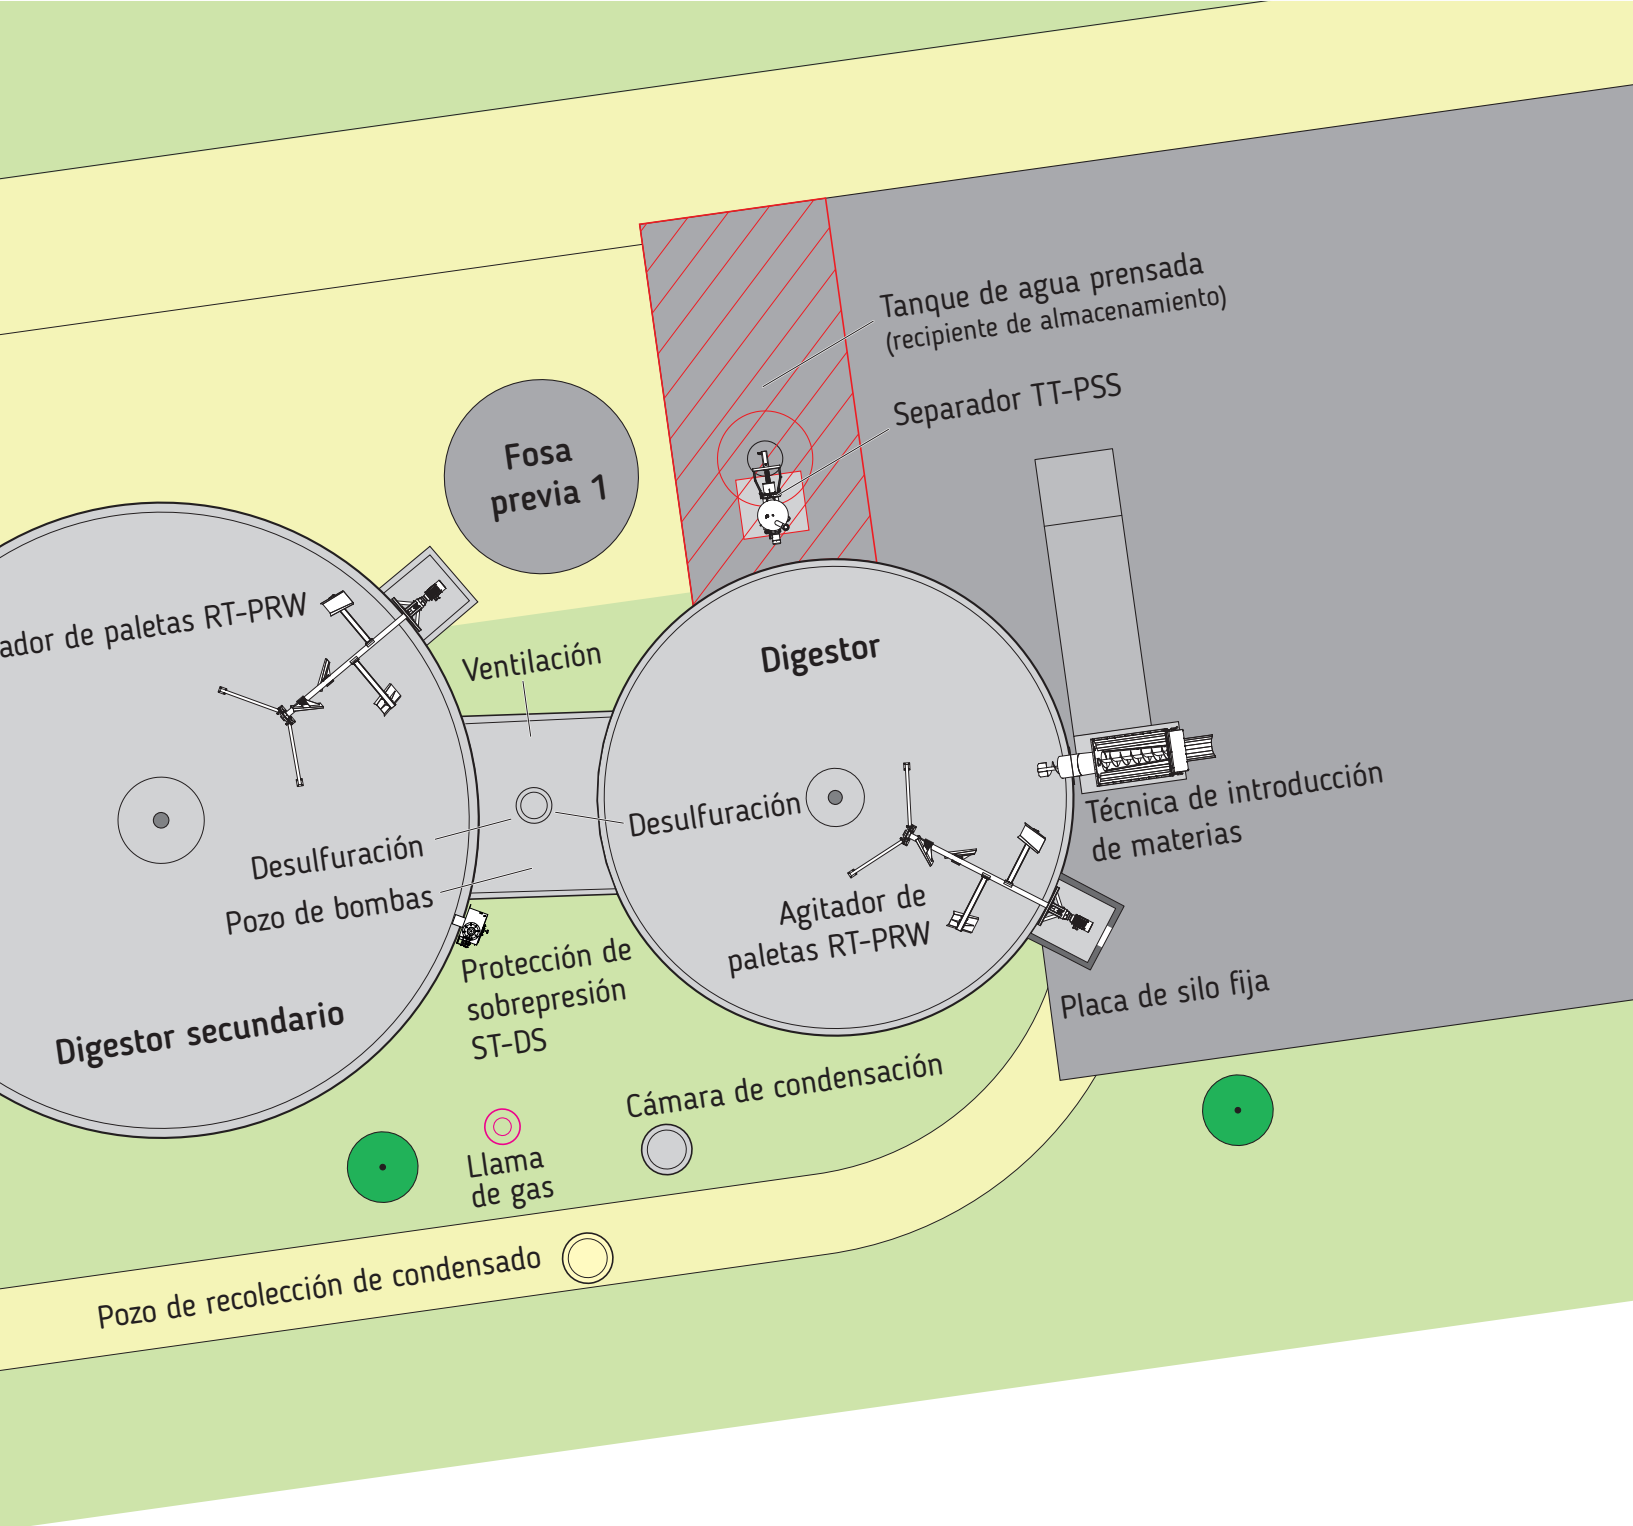 Tanque de agua prensada
(recipiente de almacenamiento)
Separador TT-PSS
Fosa
previa 1
ador de paletas RT-PRW
Ventilación
Digestor
Desulfuración
Técnica de introducción
de materias
Desulfuración
Pozo de bombas
Agitador de
paletas RT-PRW
Protección de
sobrepresión
ST-DS
Placa de silo fija
Digestor secundario
Cámara de condensación
Llama
de gas
Pozo de recolección de condensado